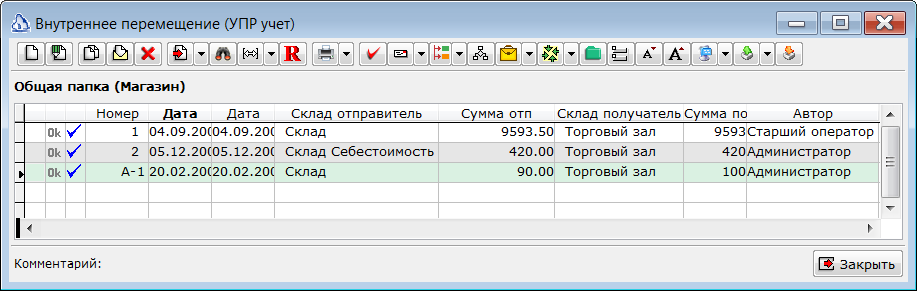 Внутреннее перемещение (УПР учет)
R A A
Общая папка (Магазин)
Номер Дата Дата Склад отправитель Сумма отп Склад получатель Сумма по Автор
Ok 1 04.09.200 04.09.200 Склад 9593.50 Торговый зал 9593 Старший оператор
Ok 2 05.12.200 05.12.200 Склад Себестоимость 420.00 Торговый зал 420 Администратор
Ok А-1 20.02.200 20.02.200 Склад 90.00 Торговый зал 100 Администратор
Комментарий:
Закрыть